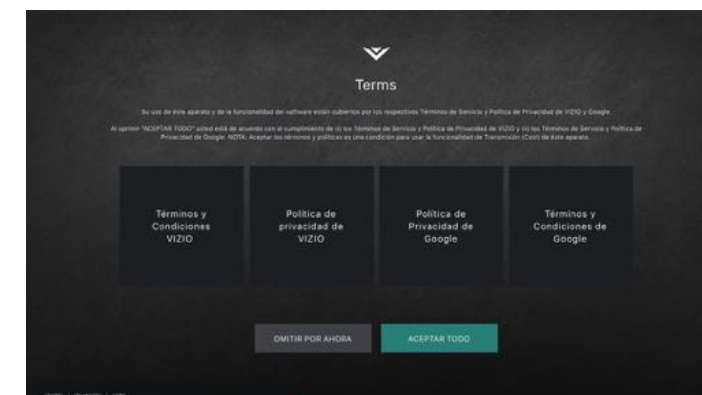 Terms
Su uso de éste aparato y de la funcionalidad del software están cubiertos por los respectivos Términos de Servicio y Política de Privacidad de VIZIO y Google.
Al oprimir "ACEPTAR TODO" usted está de acuerdo con el cumplimiento de (i) los Términos de Servicio y Política de Privacidad de VIZIO y (ii) los Términos de Servicio y Política de
Privacidad de Google. NOTA: Aceptar los términos y políticas es una condición para usar la funcionalidad de Transmisión (Cast) de éste aparato.
Términos y
Condiciones
VIZIO
Política de
privacidad de
VIZIO
Política de
Privacidad de
Google
Términos y
Condiciones de
Google
OMITIR POR AHORA
ACEPTAR TODO